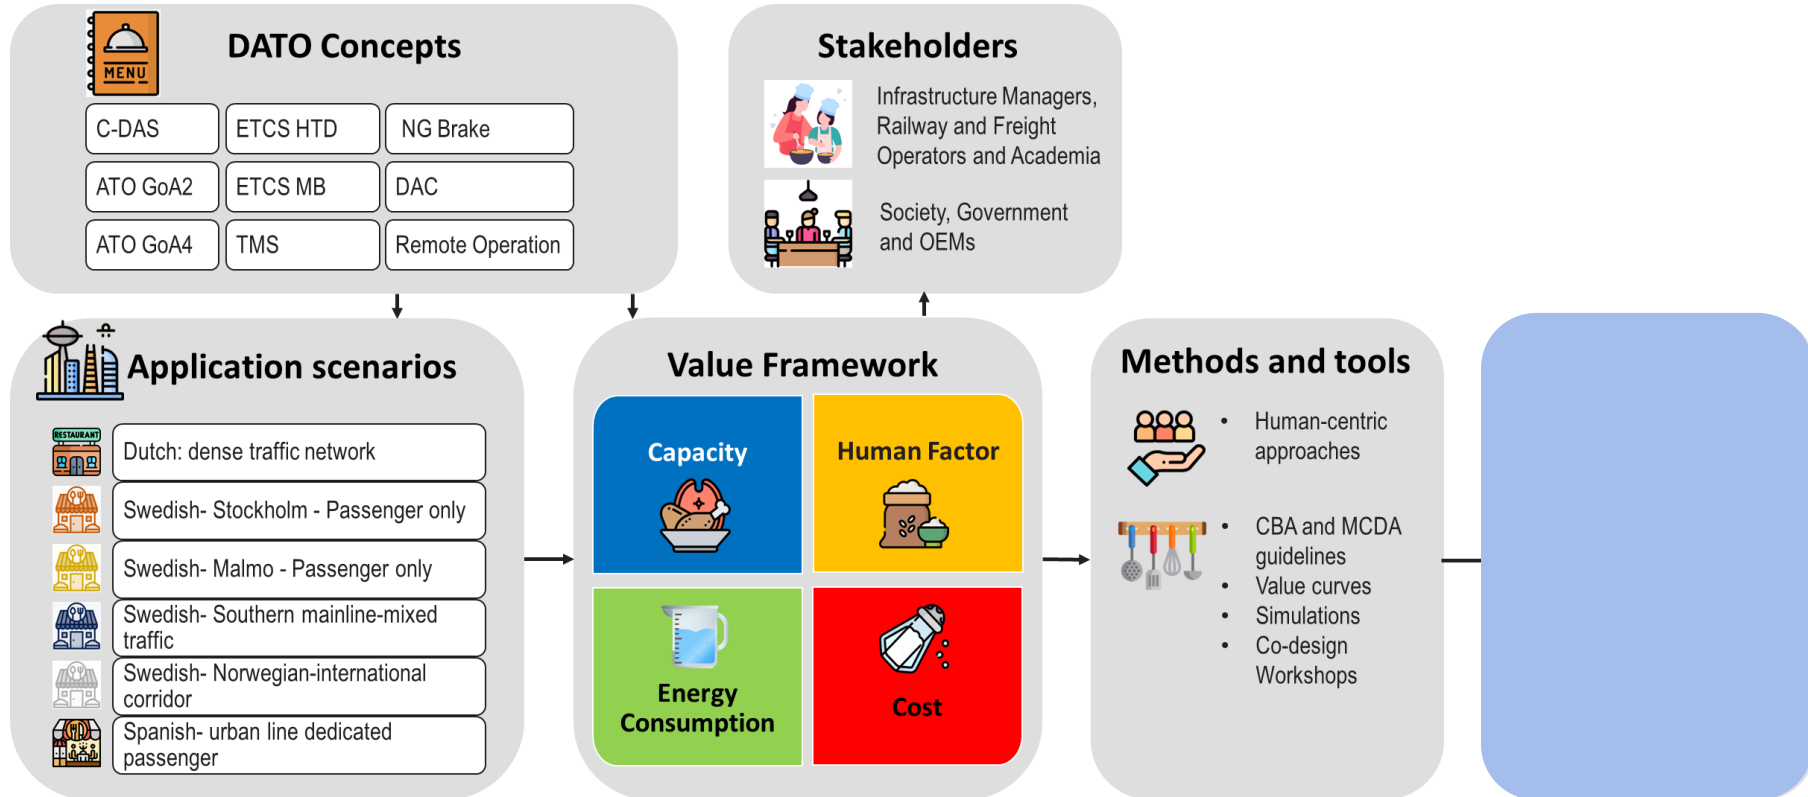 DATO Concepts
MENU
C-DAS
ETCS HTD
NG Brake
ATO GoA2
ETCS MB
DAC
ATO GoA4
TMS
Remote Operation
Stakeholders
Infrastructure Managers,
Railway and Freight
Operators and Academia
Society, Government
and OEMs
Application scenarios
RESTAURANT
Dutch: dense traffic network
Swedish- Stockholm - Passenger only
Swedish- Malmo - Passenger only
Swedish- Southern mainline-mixed
traffic
Swedish- Norwegian-international
corridor
Spanish- urban line dedicated
passenger
Value Framework
Capacity
Human Factor
Energy
Consumption
Cost
Methods and tools
• Human-centric
approaches
• CBA and MCDA
guidelines
• Value curves
• Simulations
• Co-design
Workshops